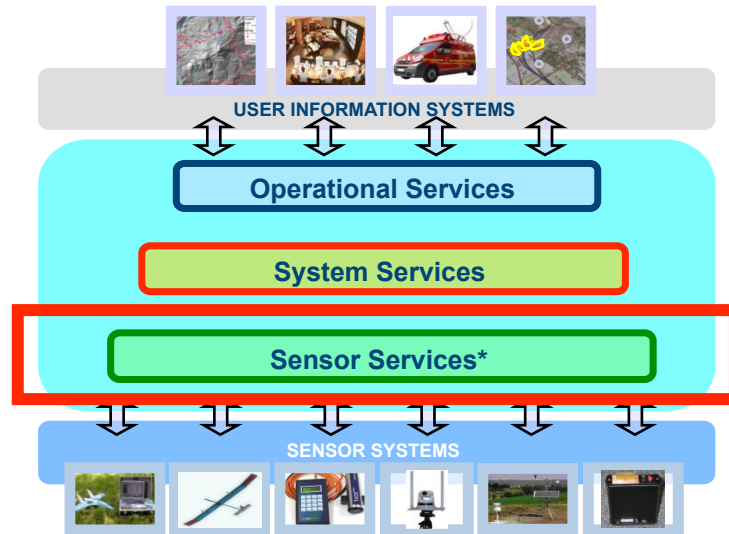 USER INFORMATION SYSTEMS
Operational Services
System Services
Sensor Services*
SENSOR SYSTEMS